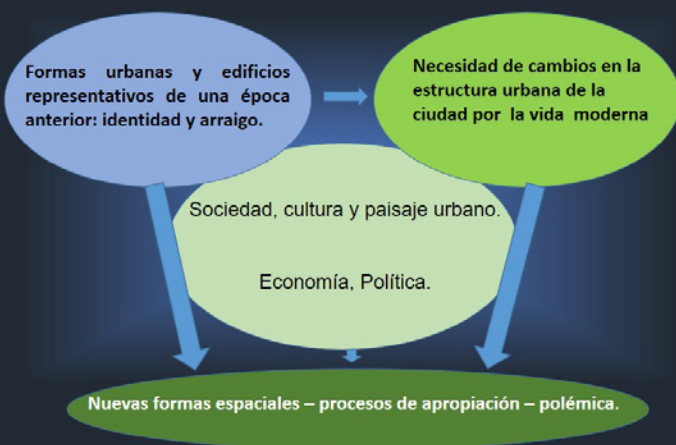 Formas urbanas y edificios
representativos de una época
anterior: identidad y arraigo.
Necesidad de cambios en la
estructura urbana de la
ciudad por la vida moderna
Sociedad, cultura y paisaje urbano.
Economía, Política.
Nuevas formas espaciales – procesos de apropiación – polémica.